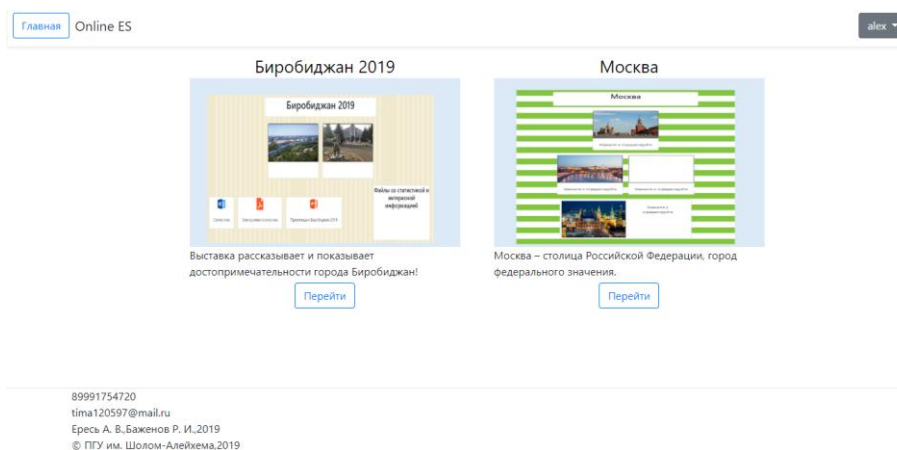 Главная Online ES alex
Биробиджан 2019 Москва
Биробиджан 2019
Москва
Файлы со статистикой и
интересной
информацией
Выставка рассказывает и показывает
достопримечательности города Биробиджан!
Перейти
Москва – столица Российской Федерации, город
федерального значения.
Перейти
89991754720
tima120597@mail.ru
Ересь А. В.,Баженов Р. И.,2019
© ПГУ им. Шолом-Алейхема,2019